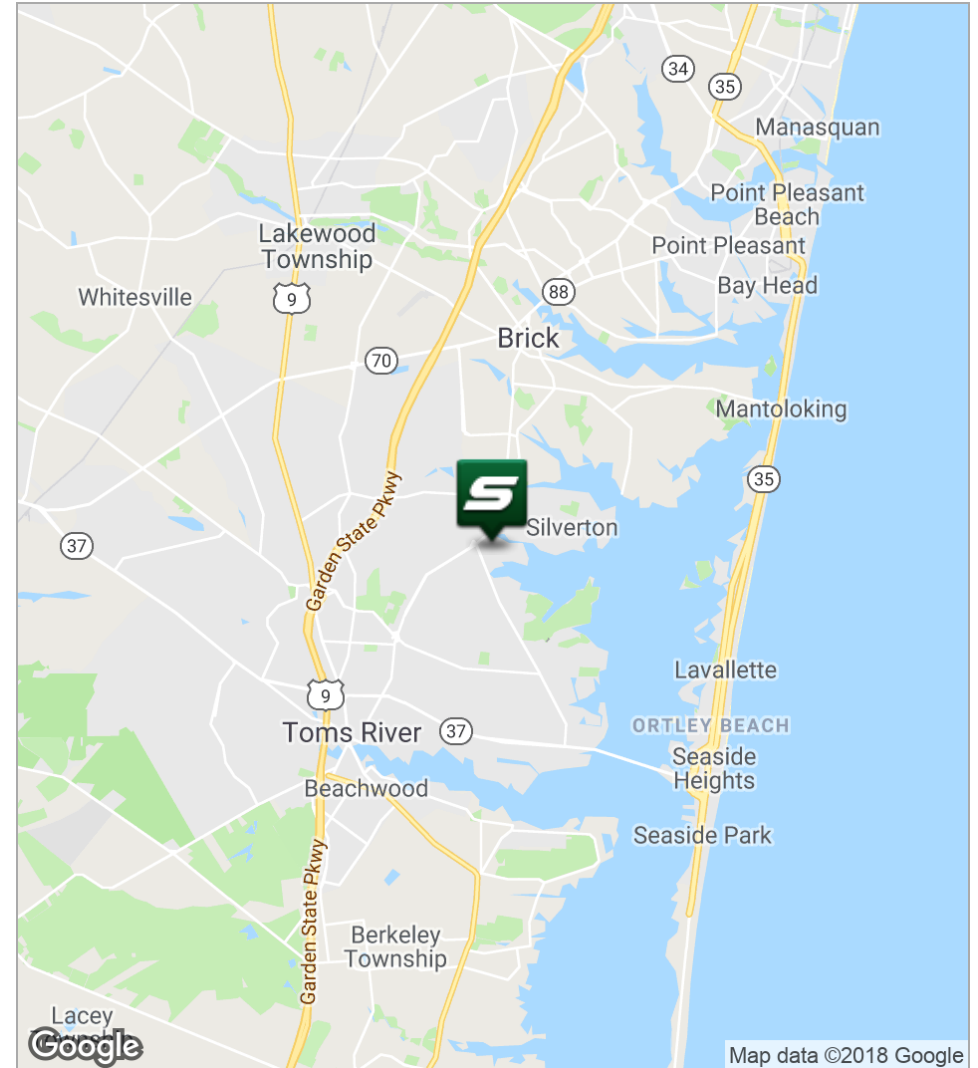 34
35
Manasquan
Point Pleasant
Beach
Lakewood
Township
Point Pleasant
Whitesville
9
88
Bay Head
Brick
70
Mantoloking
35
S
Silverton
37
Garden State Pkwy
Lavallette
9
ORTLEY BEACH
Toms River
37
Seaside
Heights
Beachwood
Seaside Park
Garden State Pkwy
Berkeley
Township
Lacey
Township
Google
Map data ©2018 Google